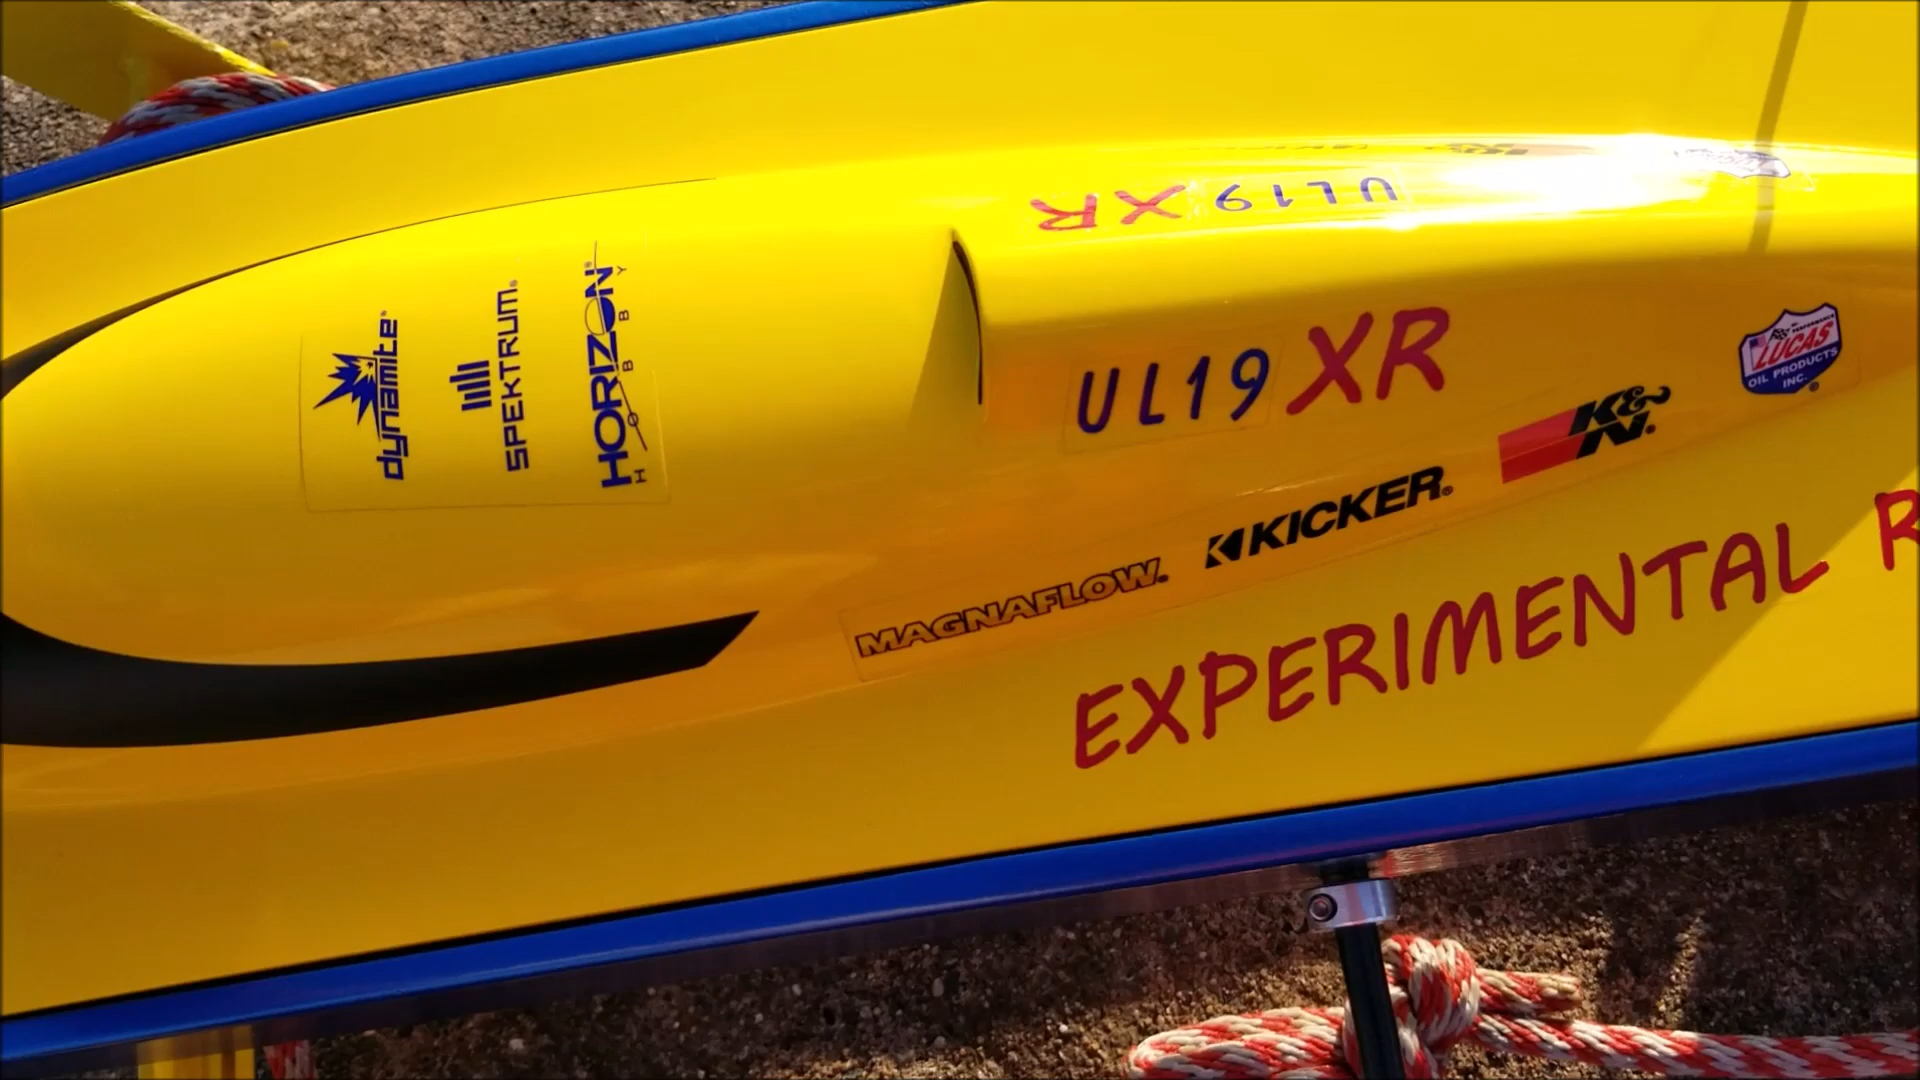 UL19 XR
dynamite®
SPEKTRUM®
HORIZON®
HOBBY
UL19 XR
LUCAS
OIL PRODUCTS
INC.®
K&N®
KICKER®
MAGNAFLOW®
EXPERIMENTAL R